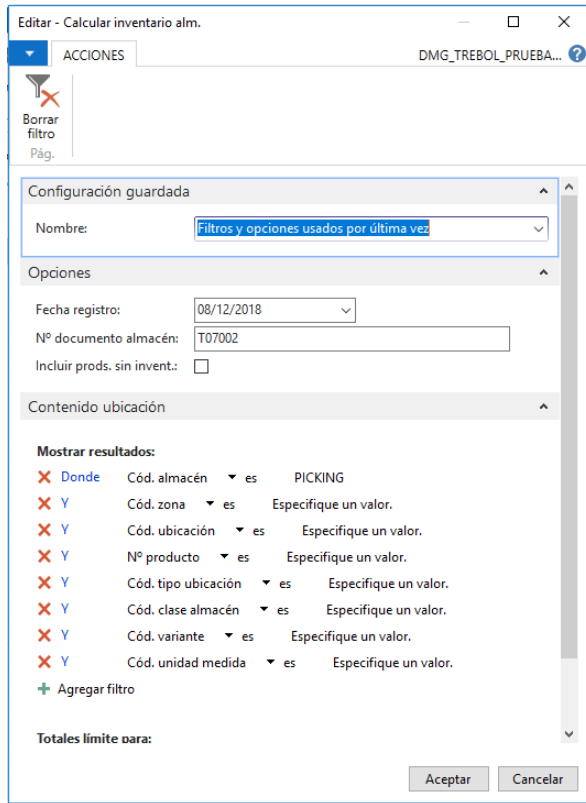 Editar - Calcular inventario alm.
ACCIONES
DMG_TREBOL_PRUEBA... ?
Borrar
filtro
Pág.
Configuración guardada
Nombre: Filtros y opciones usados por última vez
Opciones
Fecha registro: 08/12/2018
Nº documento almacén: T07002
Incluir prods. sin invent.:
Contenido ubicación
Mostrar resultados:
Donde Cód. almacén es PICKING
Y Cód. zona es Especifique un valor.
Y Cód. ubicación es Especifique un valor.
Y Nº producto es Especifique un valor.
Y Cód. tipo ubicación es Especifique un valor.
Y Cód. clase almacén es Especifique un valor.
Y Cód. variante es Especifique un valor.
Y Cód. unidad medida es Especifique un valor.
Agregar filtro
Totales límite para:
Aceptar Cancelar